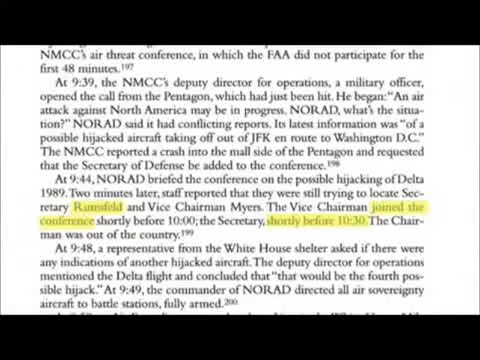 NMCC's air threat conference, in which the FAA did not participate for the
first 48 minutes.197
At 9:39, the NMCC's deputy director for operations, a military officer,
opened the call from the Pentagon, which had just been hit. He began: "An air
attack against North America may be in progress. NORAD, what's the situa-
tion?" NORAD said it had conflicting reports. Its latest information was "of a
possible hijacked aircraft taking off out of JFK en route to Washington D.C."
The NMCC reported a crash into the mall side of the Pentagon and requested
that the Secretary of Defense be added to the conference.198
At 9:44, NORAD briefed the conference on the possible hijacking of Delta
1989. Two minutes later, staff reported that they were still trying to locate Sec-
retary Rumsfeld and Vice Chairman Myers. The Vice Chairman joined the
conference shortly before 10:00; the Secretary, shortly before 10:30. The Chair-
man was out of the country.199
At 9:48, a representative from the White House shelter asked if there were
any indications of another hijacked aircraft. The deputy director for operations
mentioned the Delta flight and concluded that "that would be the fourth pos-
sible hijack." At 9:49, the commander of NORAD directed all air sovereignty
aircraft to battle stations, fully armed.200